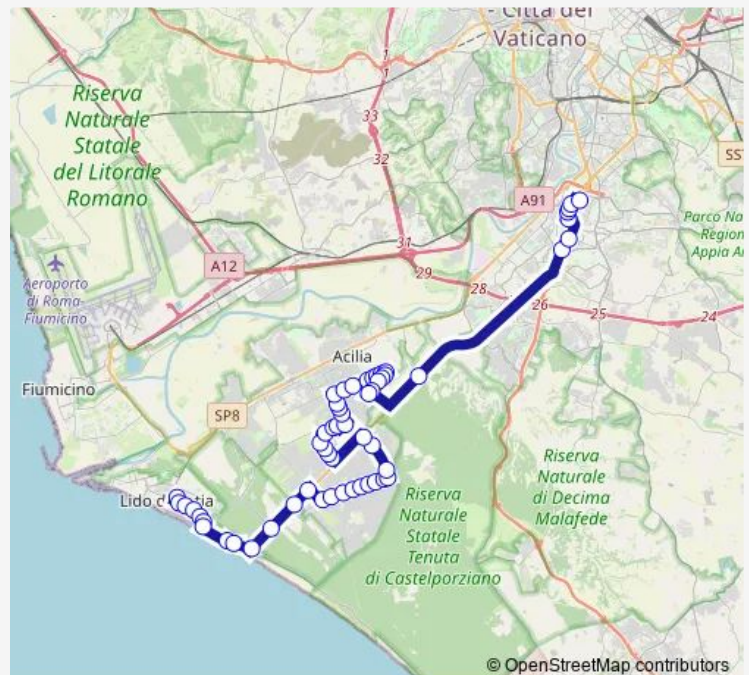 - Città del
Vaticano
Riserva
Naturale
Statale
del Litorale
Romano
1
1
33
32
SS7
A91
Parco Na
Region
Appia An
A12
31
29
28
26
25
24
Aeroporto
di Roma
Fiumicino
Acilia
Fiumicino
SP8
Riserva
Naturale
di Decima
Malafede
Lido d
tia
Riserva
Naturale
Statale
Tenuta
di Castelporziano
© OpenStreetMap contributors